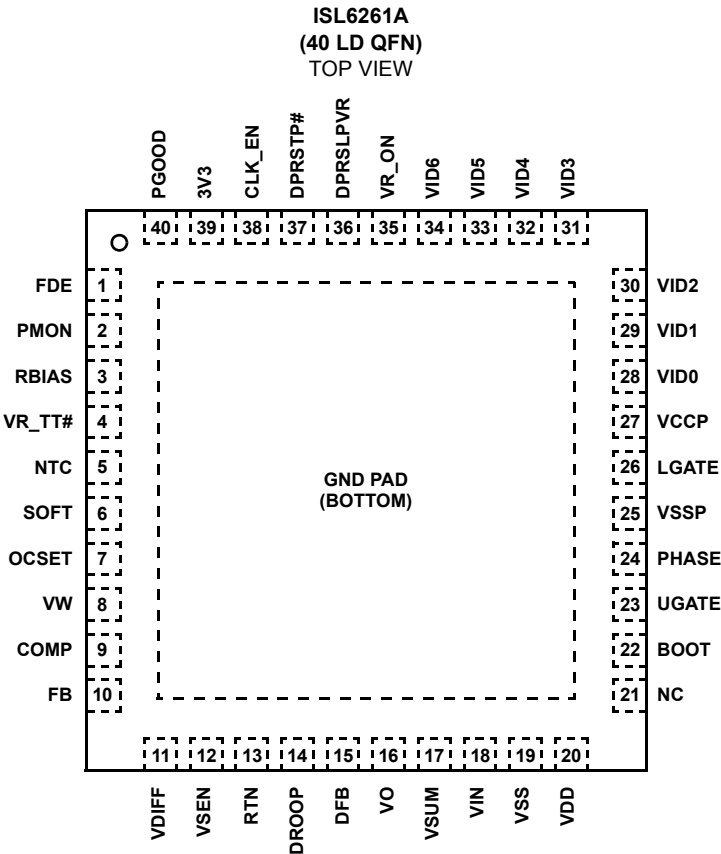 ISL6261A
(40 LD QFN)
TOP VIEW
PGOOD
3V3
CLK_EN
DPRSTP#
DPRSLPVR
VR_ON
VID6
VID5
VID4
VID3
40 39 38 37 36 35 34 33 32 31
FDE 1
PMON 2
RBIAS 3
VR_TT# 4
NTC 5
SOFT 6
OCSET 7
VW 8
COMP 9
FB 10
GND PAD
(BOTTOM)
30 VID2
29 VID1
28 VID0
27 VCCP
26 LGATE
25 VSSP
24 PHASE
23 UGATE
22 BOOT
21 NC
11 12 13 14 15 16 17 18 19 20
VDIFF
VSEN
RTN
DROOP
DFB
VO
VSUM
VIN
VSS
VDD